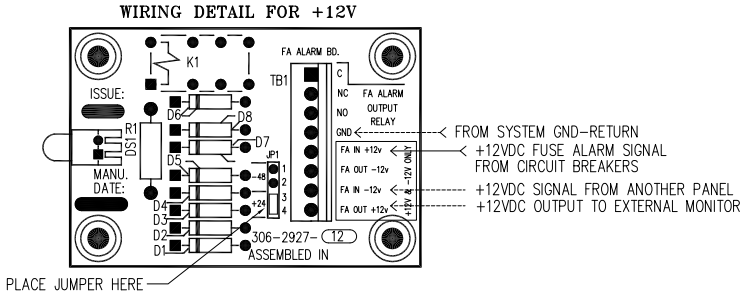 WIRING DETAIL FOR +12V
K1
FA ALARM BD.
TB1
C
NC
NO
GND
FA ALARM
OUTPUT
RELAY
FA IN +12v
FA OUT -12v
FA IN -12v
FA OUT +12v
+12V & -12V ONLY
FROM SYSTEM GND-RETURN
+12VDC FUSE ALARM SIGNAL
FROM CIRCUIT BREAKERS
+12VDC SIGNAL FROM ANOTHER PANEL
+12VDC OUTPUT TO EXTERNAL MONITOR
ISSUE:
R1
DS1
MANU.
DATE:
D6
D8
D7
D5
D4
D3
D2
D1
JP1
1
-48
2
3
+24
4
306-2927- 12
ASSEMBLED IN
PLACE JUMPER HERE